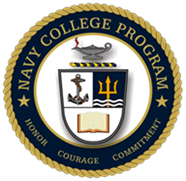 ★ NAVY COLLEGE PROGRAM ★
HONOR COURAGE COMMITMENT